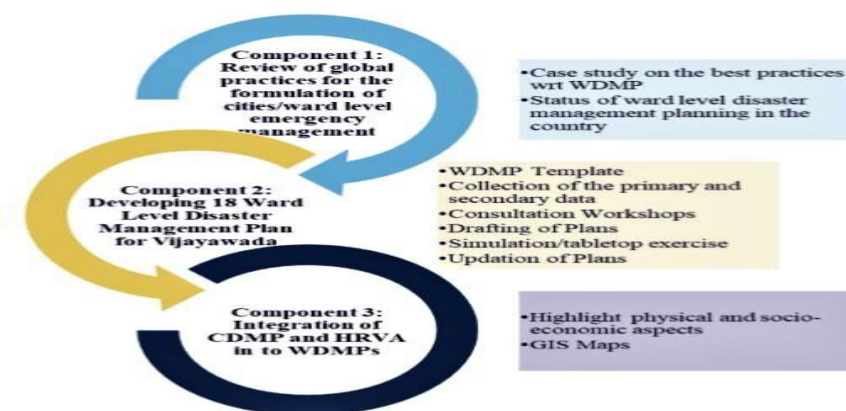 Component 1:
Review of global
practices for the
formulation of
cities/ward level
emergency
management
•Case study on the best practices
wrt WDMP
•Status of ward level disaster
management planning in the
country
Component 2:
Developing 18 Ward
Level Disaster
Management Plan
for Vijayawada
•WDMP Template
•Collection of the primary and
secondary data
•Consultation Workshops
•Drafting of Plans
•Simulation/tabletop exercise
•Updation of Plans
Component 3:
Integration of
CDMP and HRVA
in to WDMPs
•Highlight physical and socio-
economic aspects
•GIS Maps